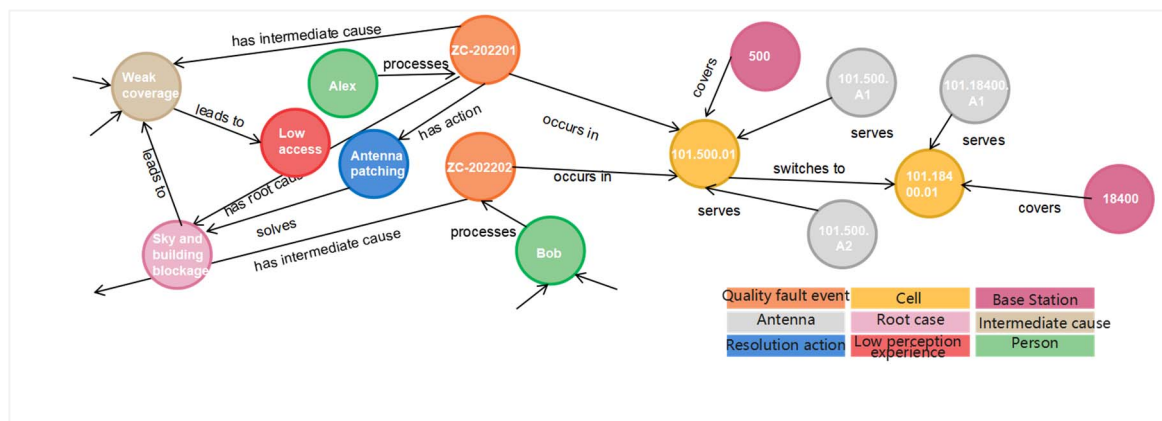 has intermediate cause
ZC-202201
500
Weak
coverage
Alex
processes
covers
101.500.
A1
101.18400.
A1
leads to
Low
access
has action
occurs in
serves
serves
Antenna
patching
ZC-202202
occurs in
101.500.01
switches to
101.184
00.01
leads to
has root caus
solves
serves
covers
18400
Sky and
building
blockage
has intermediate cause
processes
Bob
101.500.
A2
Quality fault event
Cell
Base Station
Antenna
Root case
Intermediate cause
Resolution action
Low perception
experience
Person